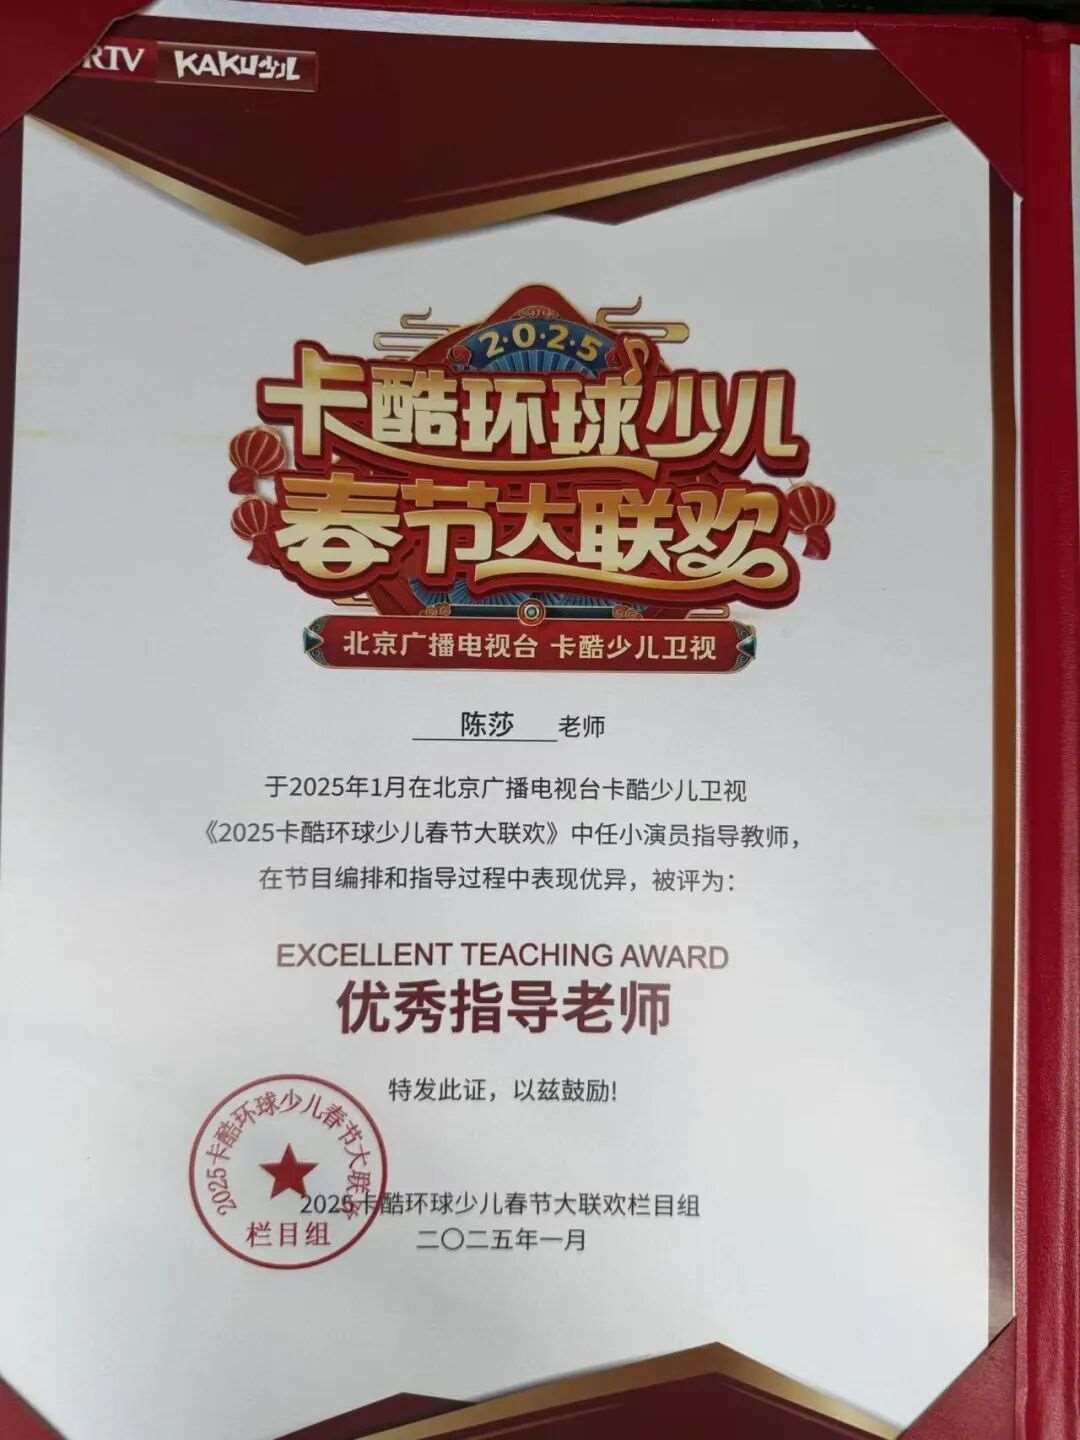 RTV KAKU少儿
2·0·2·5
卡酷环球少儿
春节大联欢
北京广播电视台 卡酷少儿卫视
陈莎 老师
于2025年1月在北京广播电视台卡酷少儿卫视
《2025卡酷环球少儿春节大联欢》中任小演员指导教师，
在节目编排和指导过程中表现优异，被评为：
EXCELLENT TEACHING AWARD
优秀指导老师
特发此证，以兹鼓励!
2025卡酷环球少儿春节大联欢
栏目组
2025卡酷环球少儿春节大联欢栏目组
二〇二五年一月